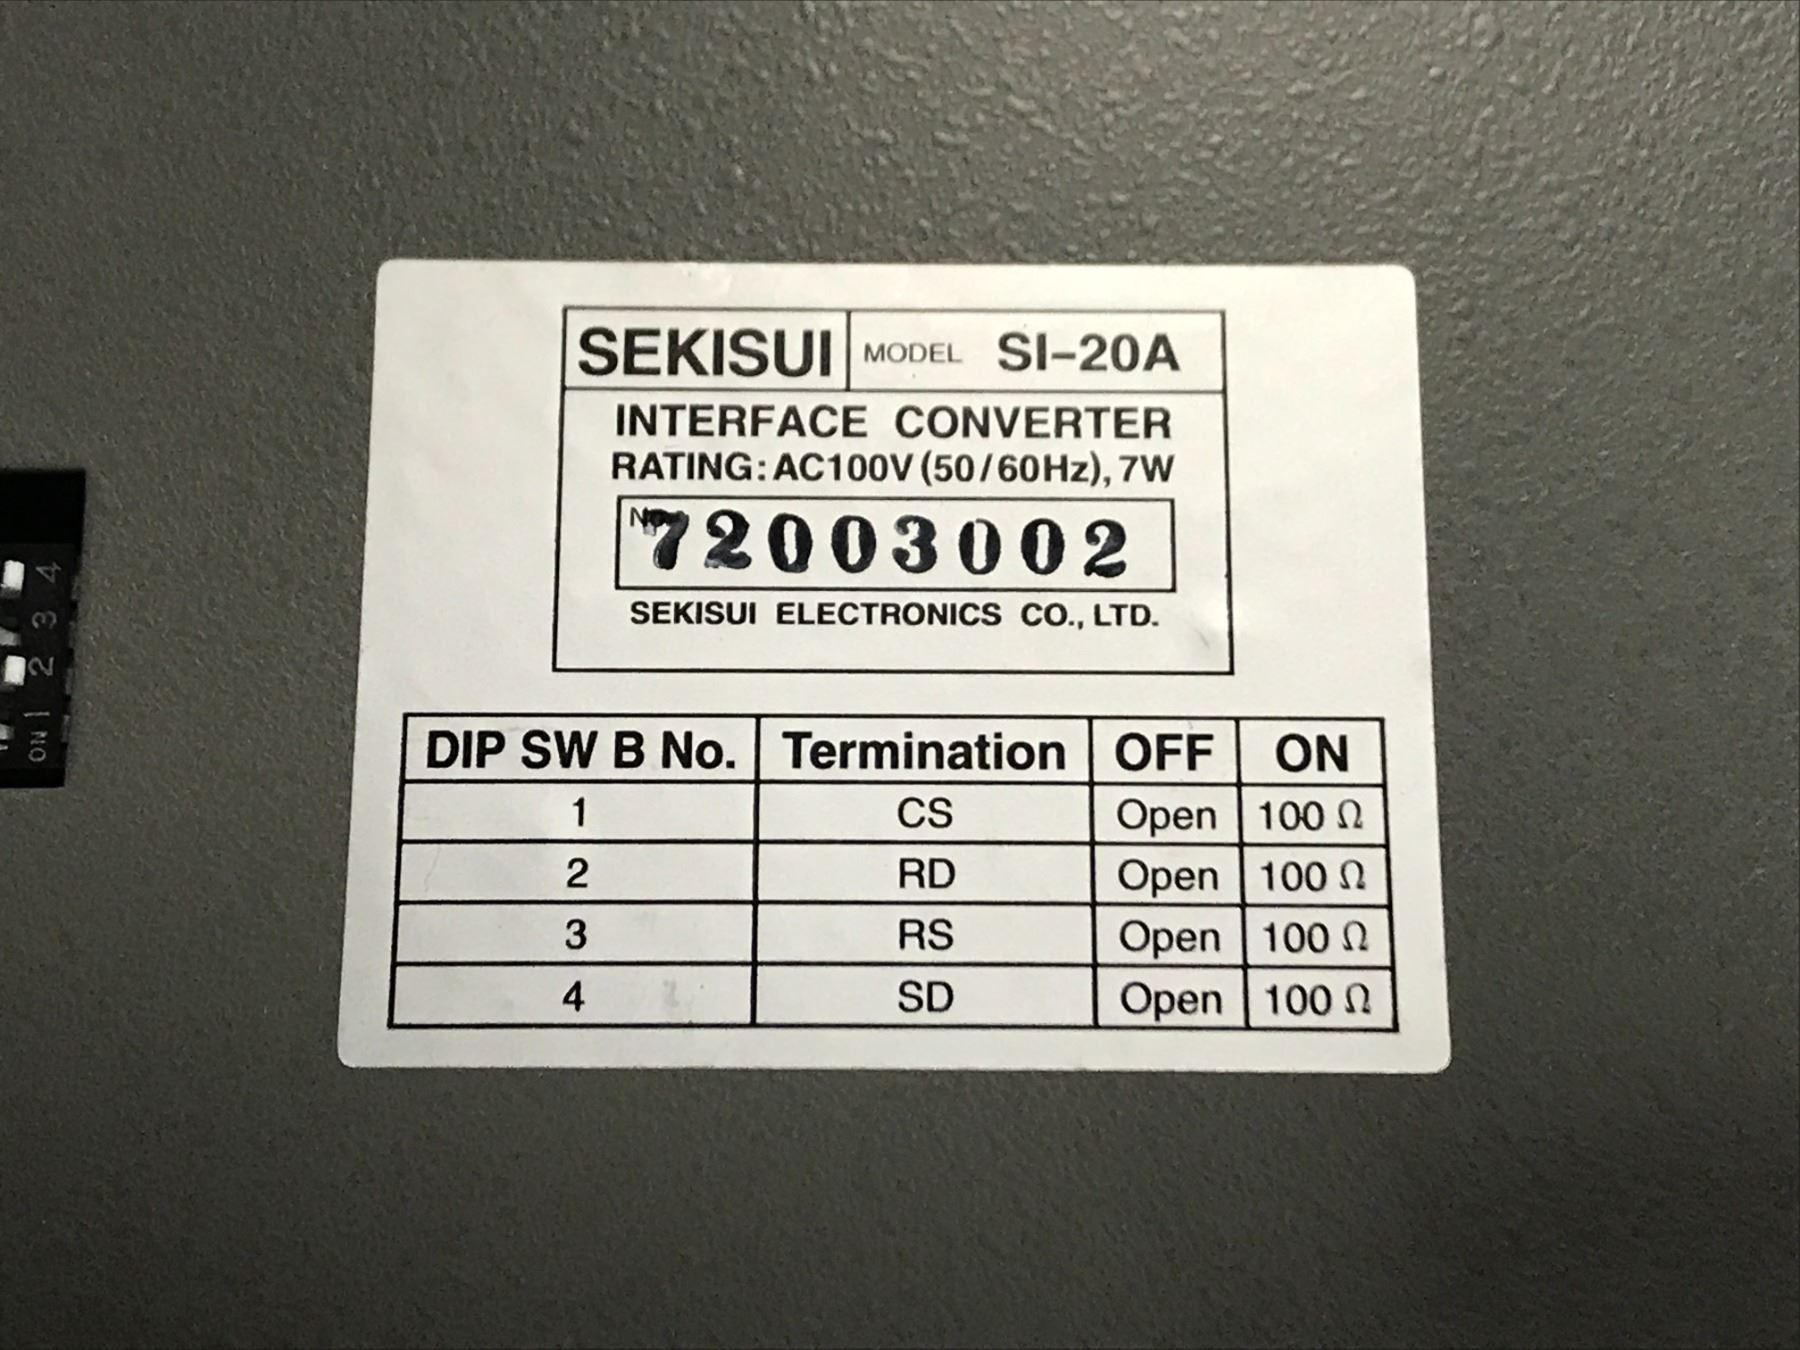 SEKISUI MODEL SI-20A
INTERFACE CONVERTER
RATING: AC100V (50/60Hz), 7W
No. 72003002
SEKISUI ELECTRONICS CO., LTD.
DIP SW B No. Termination OFF ON
1 CS Open 100 Ω
2 RD Open 100 Ω
3 RS Open 100 Ω
4 SD Open 100 Ω
ON 1 2 3 4